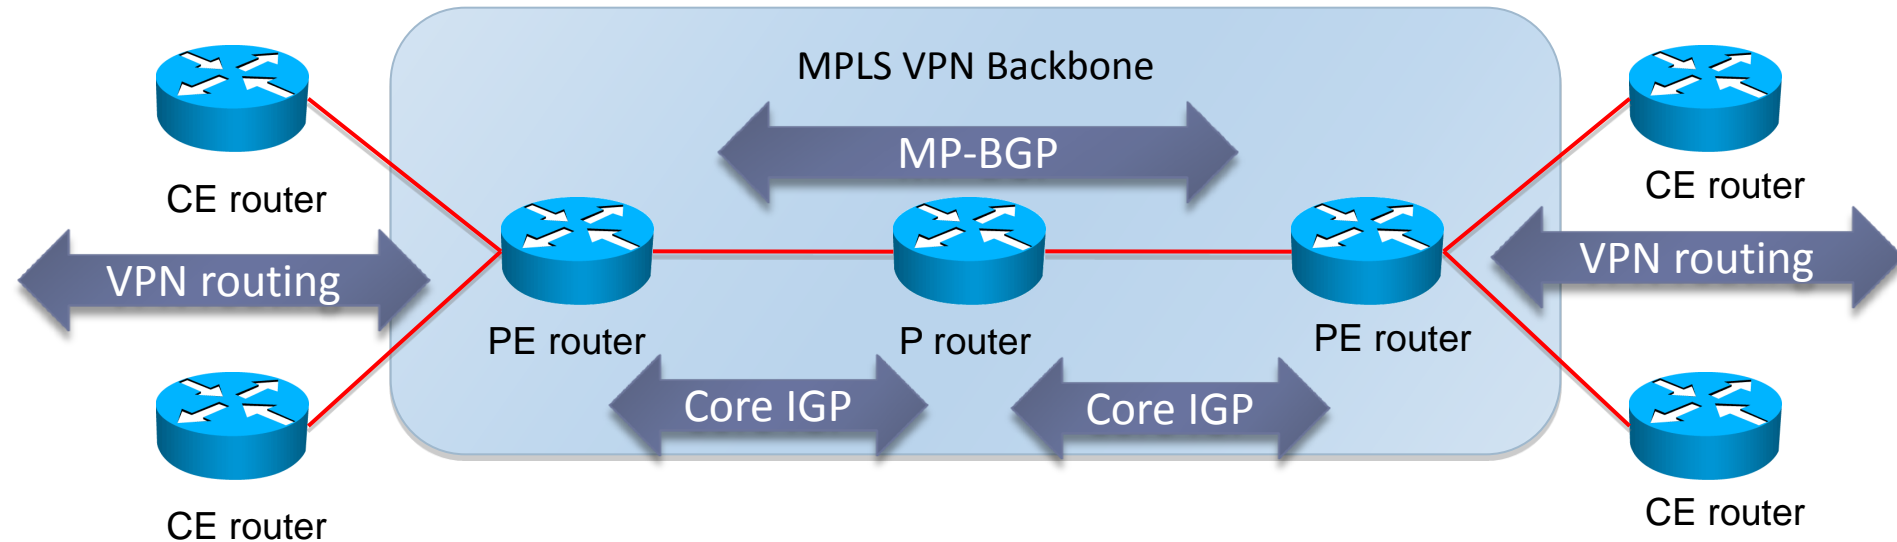 MPLS VPN Backbone
MP-BGP
CE router
CE router
VPN routing
VPN routing
PE router
P router
PE router
Core IGP
Core IGP
CE router
CE router